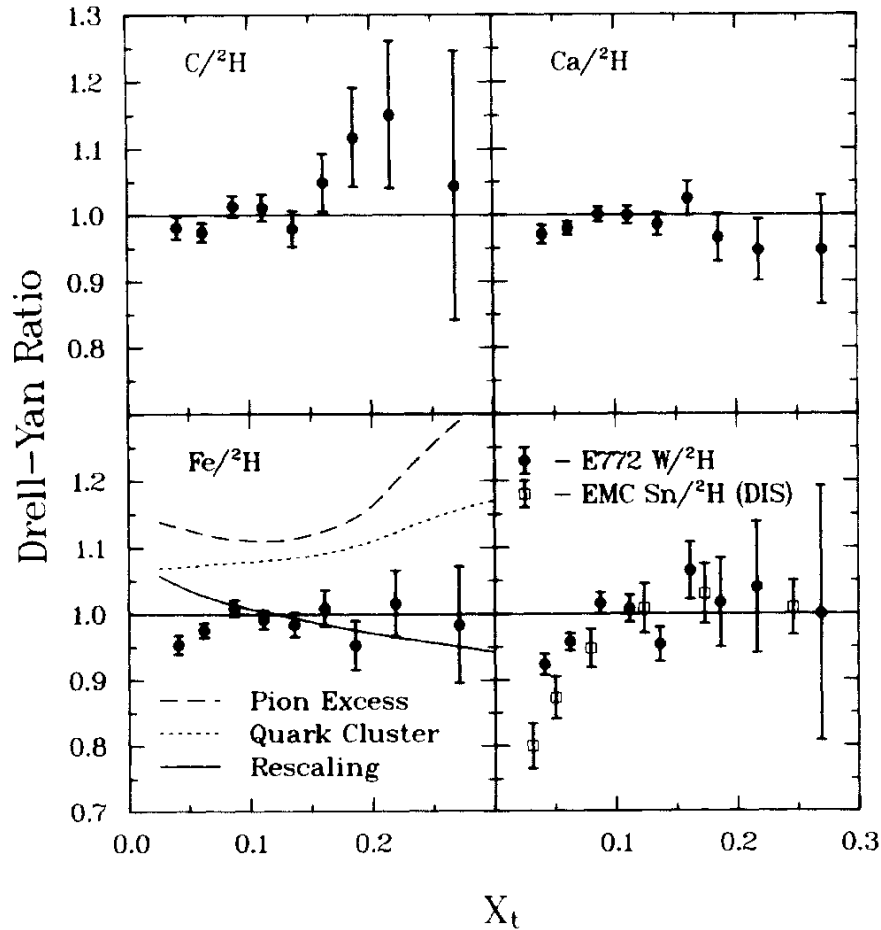 1.3
1.2
1.1
1.0
0.9
0.8
C/²H
Ca/²H
Drell–Yan Ratio
1.2
1.1
1.0
0.9
0.8
0.7
Fe/²H
– – – Pion Excess
········ Quark Cluster
—— Rescaling
– E772 W/²H
– EMC Sn/²H (DIS)
0.0 0.1 0.2 0.1 0.2 0.3
Xₜ